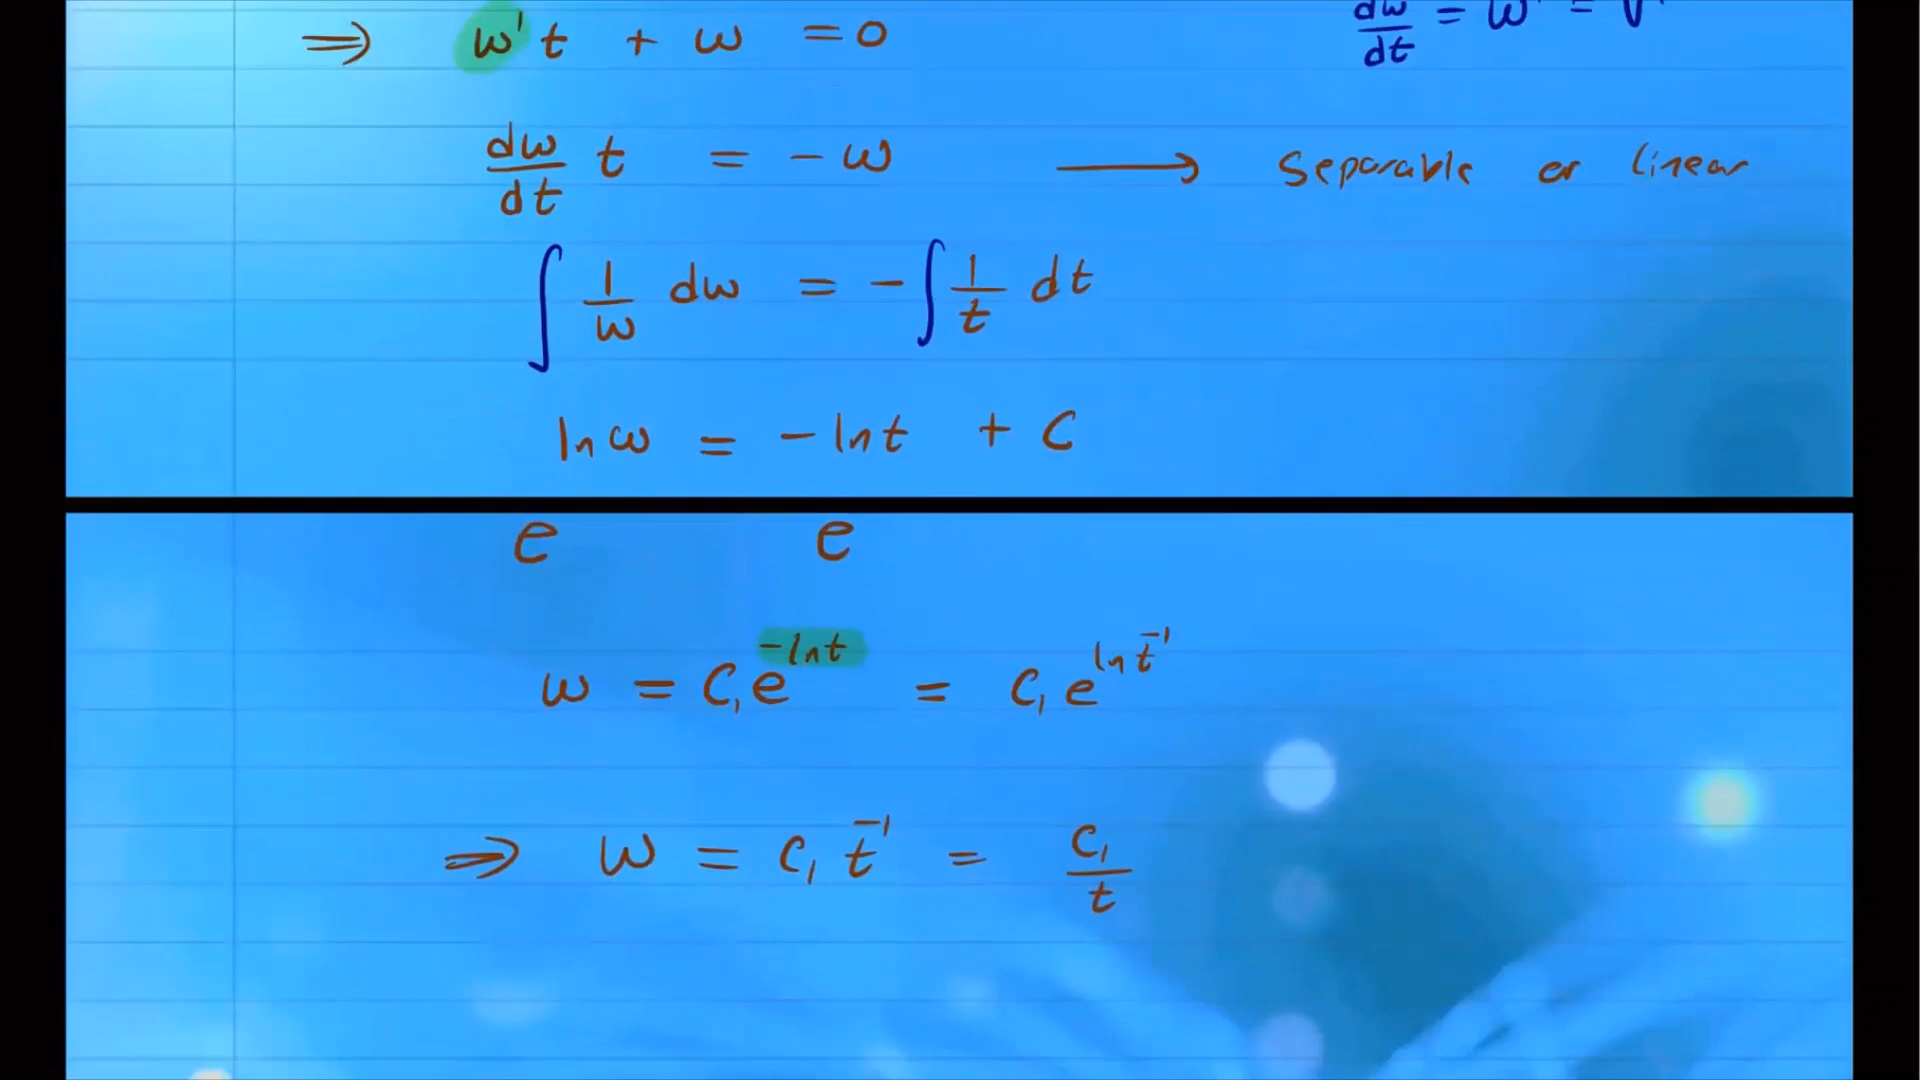 ⇒ w' t + w = 0
dw/dt = w' =
dw/dt t = - w ⟶ Separable or linear
∫ 1/w dw = - ∫ 1/t dt
ln w = - ln t + C
e e
w = C₁ e^(-ln t) = C₁ e^(ln t⁻¹)
⇒ w = C₁ t⁻¹ = C₁/t